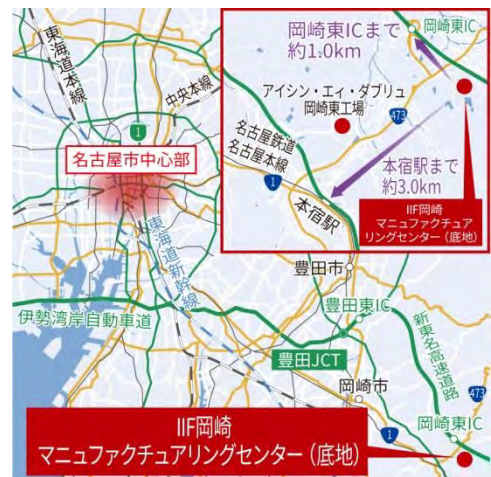 東海道本線
中央本線
1
名古屋市中心部
東海道新幹線
伊勢湾岸自動車道
岡崎東ICまで
約1.0km
岡崎東IC
アイシン・エィ・ダブリュ
岡崎東工場
473
名古屋鉄道
名古屋本線
1
本宿駅
本宿駅まで
約3.0km
IIF岡崎
マニュファクチュア
リングセンター（底地）
豊田市
豊田東IC
豊田JCT
新東名高速道路
岡崎市
473
1
岡崎東IC
IIF岡崎
マニュファクチュアリングセンター（底地）